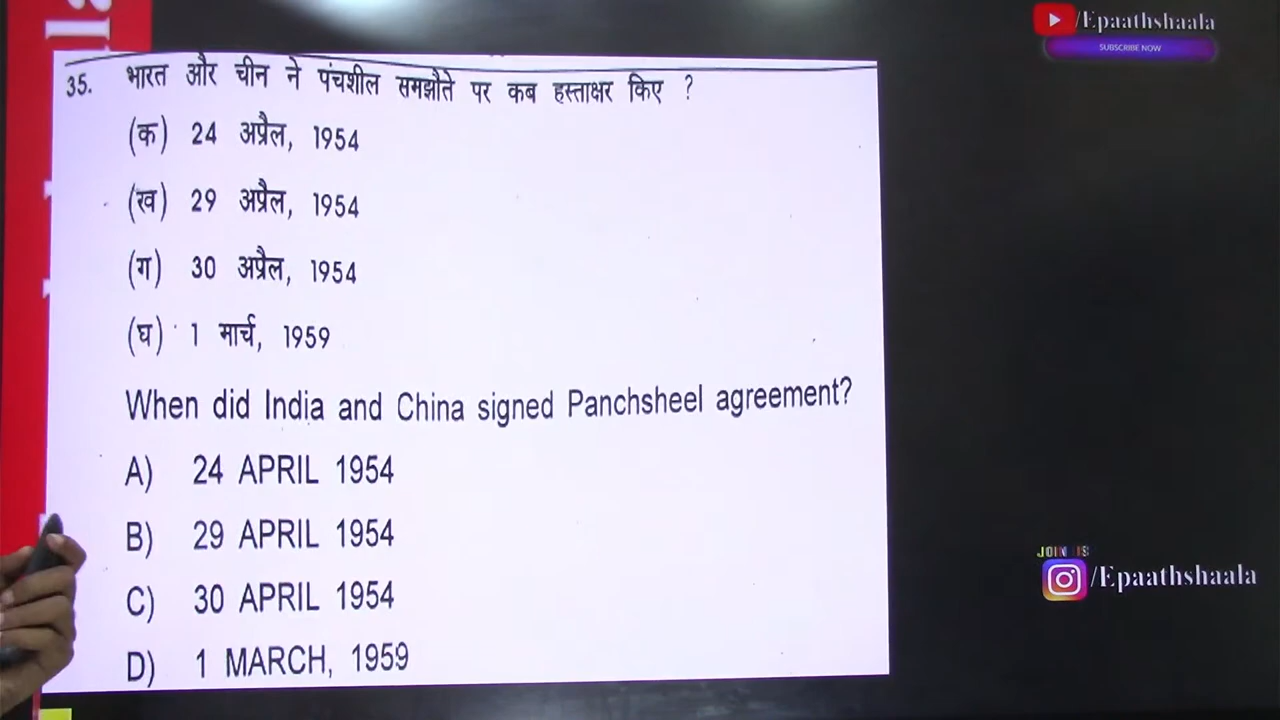 /Epaathshaala
SUBSCRIBE NOW
35. भारत और चीन ने पंचशील समझौते पर कब हस्ताक्षर किए ?
(क) 24 अप्रैल, 1954
(ख) 29 अप्रैल, 1954
(ग) 30 अप्रैल, 1954
(घ) 1 मार्च, 1959
When did India and China signed Panchsheel agreement?
A) 24 APRIL 1954
B) 29 APRIL 1954
C) 30 APRIL 1954
D) 1 MARCH, 1959
JOIN
/Epaathshaala